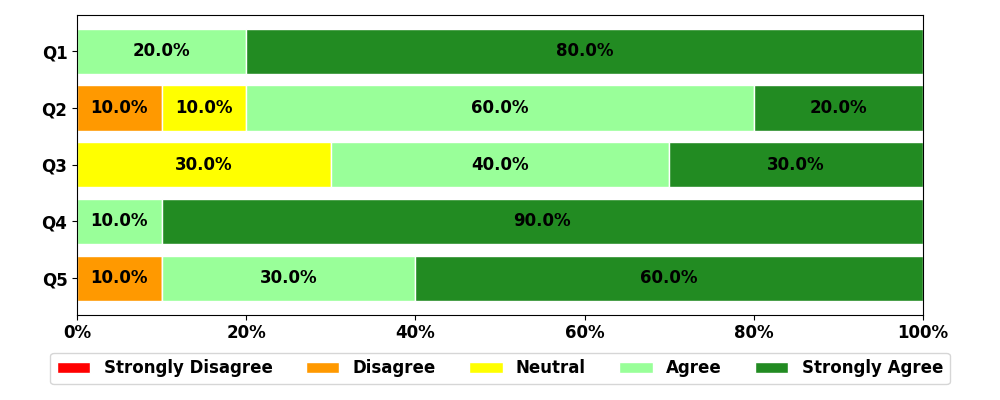 Q1 20.0% 80.0%
Q2 10.0% 10.0% 60.0% 20.0%
Q3 30.0% 40.0% 30.0%
Q4 10.0% 90.0%
Q5 10.0% 30.0% 60.0%
0% 20% 40% 60% 80% 100%
Strongly Disagree Disagree Neutral Agree Strongly Agree